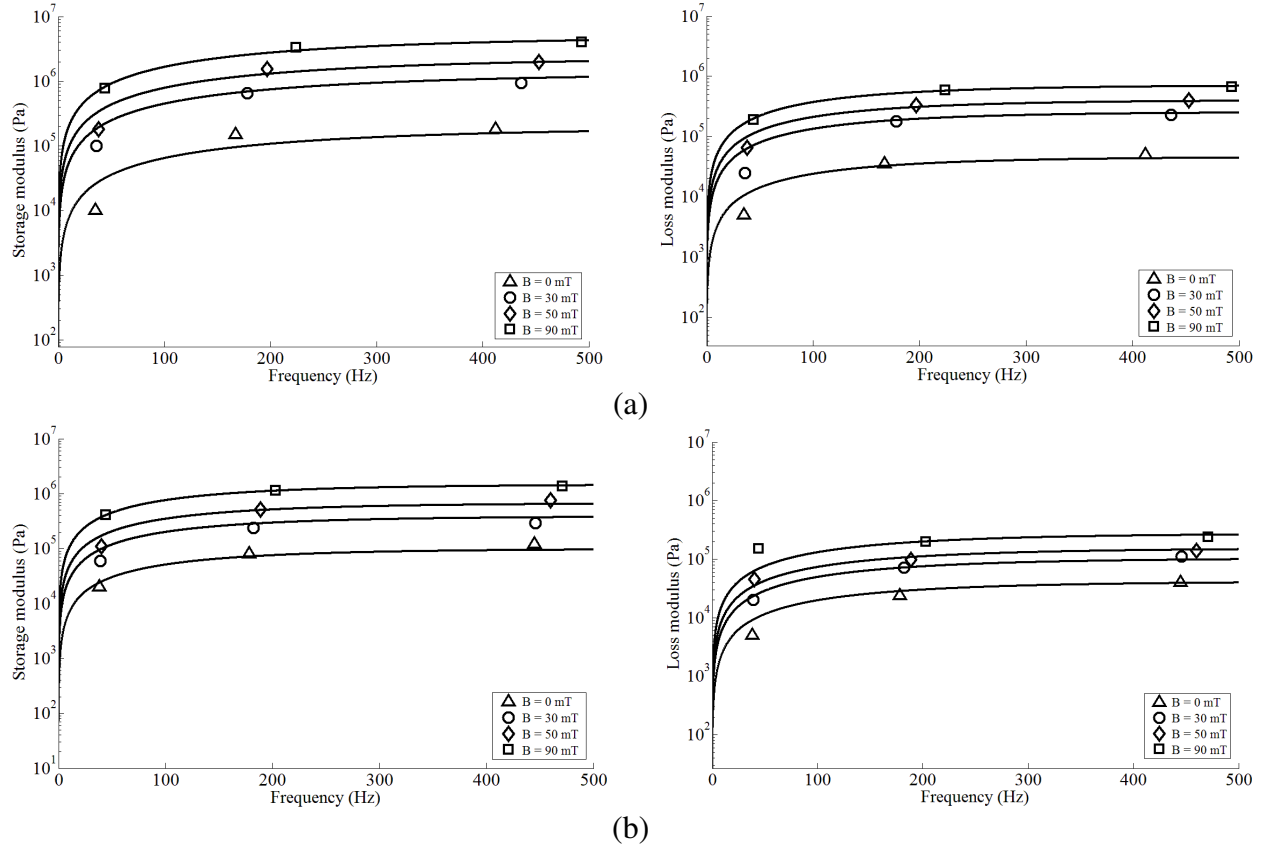 Storage modulus (Pa)
10^7
10^6
10^5
10^4
10^3
10^2
0 100 200 300 400 500
Frequency (Hz)
B = 0 mT
B = 30 mT
B = 50 mT
B = 90 mT
Loss modulus (Pa)
10^7
10^6
10^5
10^4
10^3
10^2
0 100 200 300 400 500
Frequency (Hz)
B = 0 mT
B = 30 mT
B = 50 mT
B = 90 mT
(a)
Storage modulus (Pa)
10^7
10^6
10^5
10^4
10^3
10^2
10^1
0 100 200 300 400 500
Frequency (Hz)
B = 0 mT
B = 30 mT
B = 50 mT
B = 90 mT
Loss modulus (Pa)
10^7
10^6
10^5
10^4
10^3
10^2
0 100 200 300 400 500
Frequency (Hz)
B = 0 mT
B = 30 mT
B = 50 mT
B = 90 mT
(b)